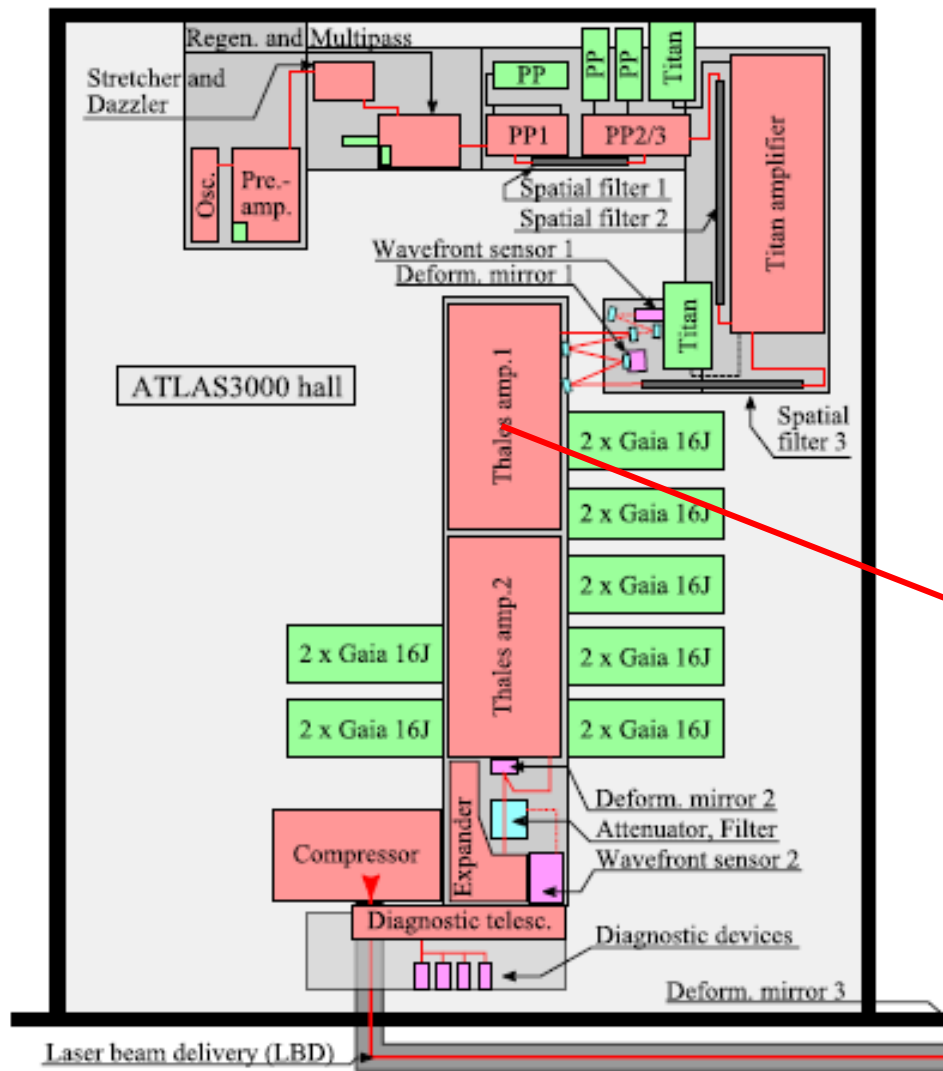 Regen. and Multipass
Stretcher and
Dazzler
PP
PP
PP
Titan
PP1
PP2/3
Osc.
Pre.-
amp.
Spatial filter 1
Spatial filter 2
Titan amplifier
Wavefront sensor 1
Deform. mirror 1
Titan
ATLAS3000 hall
Thales amp.1
Spatial
filter 3
2 x Gaia 16J
2 x Gaia 16J
Thales amp.2
2 x Gaia 16J
2 x Gaia 16J
2 x Gaia 16J
2 x Gaia 16J
2 x Gaia 16J
Deform. mirror 2
Attenuator, Filter
Expander
Compressor
Wavefront sensor 2
Diagnostic telesc.
Diagnostic devices
Deform. mirror 3
Laser beam delivery (LBD)